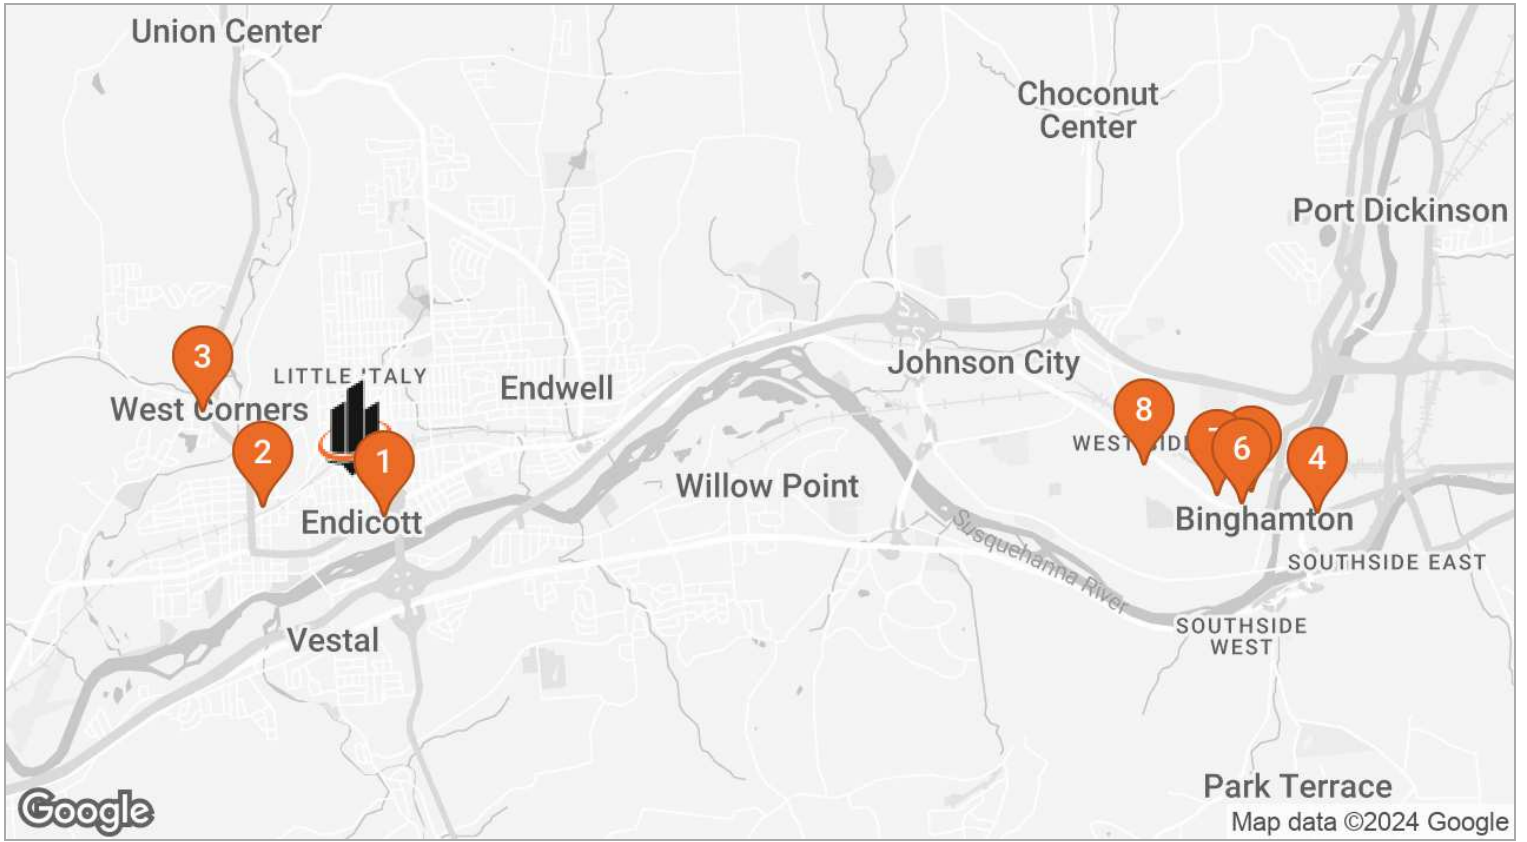 Union Center
Choconut
Center
Port Dickinson
3
LITTLE ITALY
Johnson City
Endwell
West Corners
8
WEST SIDE
7
6
4
2
1
Willow Point
Endicott
Binghamton
Susquehanna River
SOUTHSIDE EAST
Vestal
SOUTHSIDE
WEST
Park Terrace
Google
Map data ©2024 Google